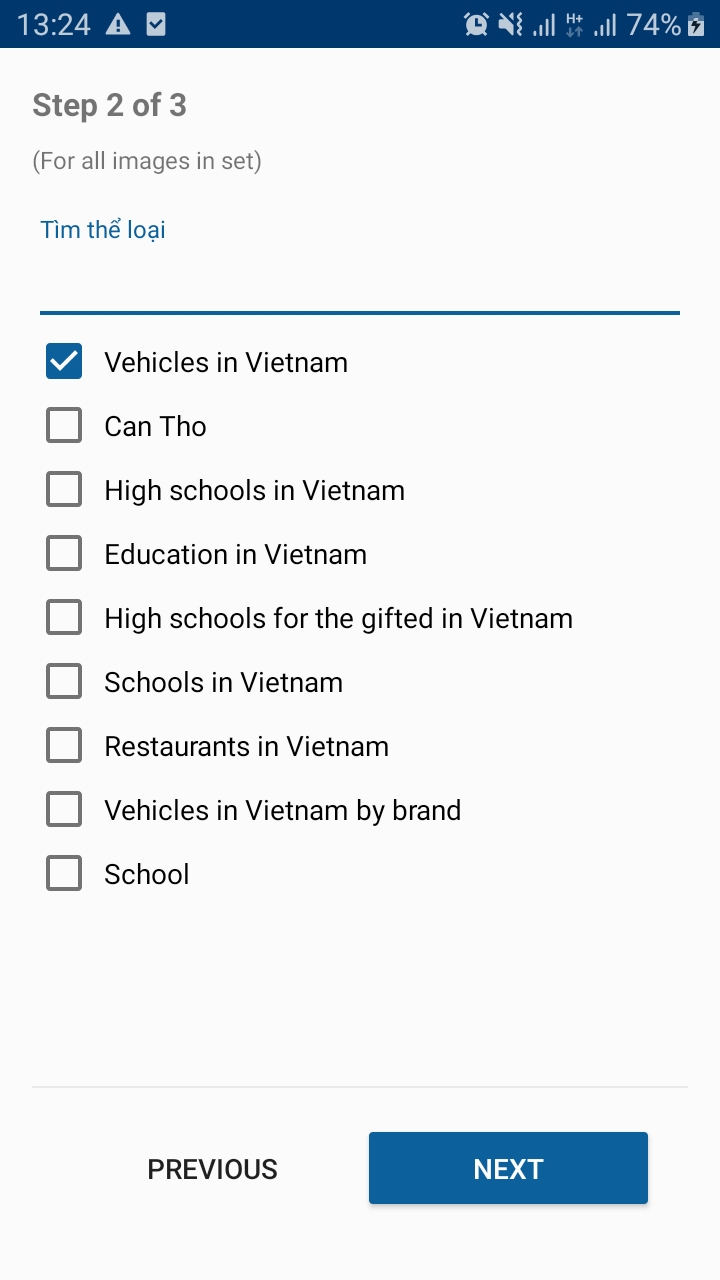 13:24 H+ 74%
Step 2 of 3
(For all images in set)
Tìm thể loại
Vehicles in Vietnam
Can Tho
High schools in Vietnam
Education in Vietnam
High schools for the gifted in Vietnam
Schools in Vietnam
Restaurants in Vietnam
Vehicles in Vietnam by brand
School
PREVIOUS NEXT